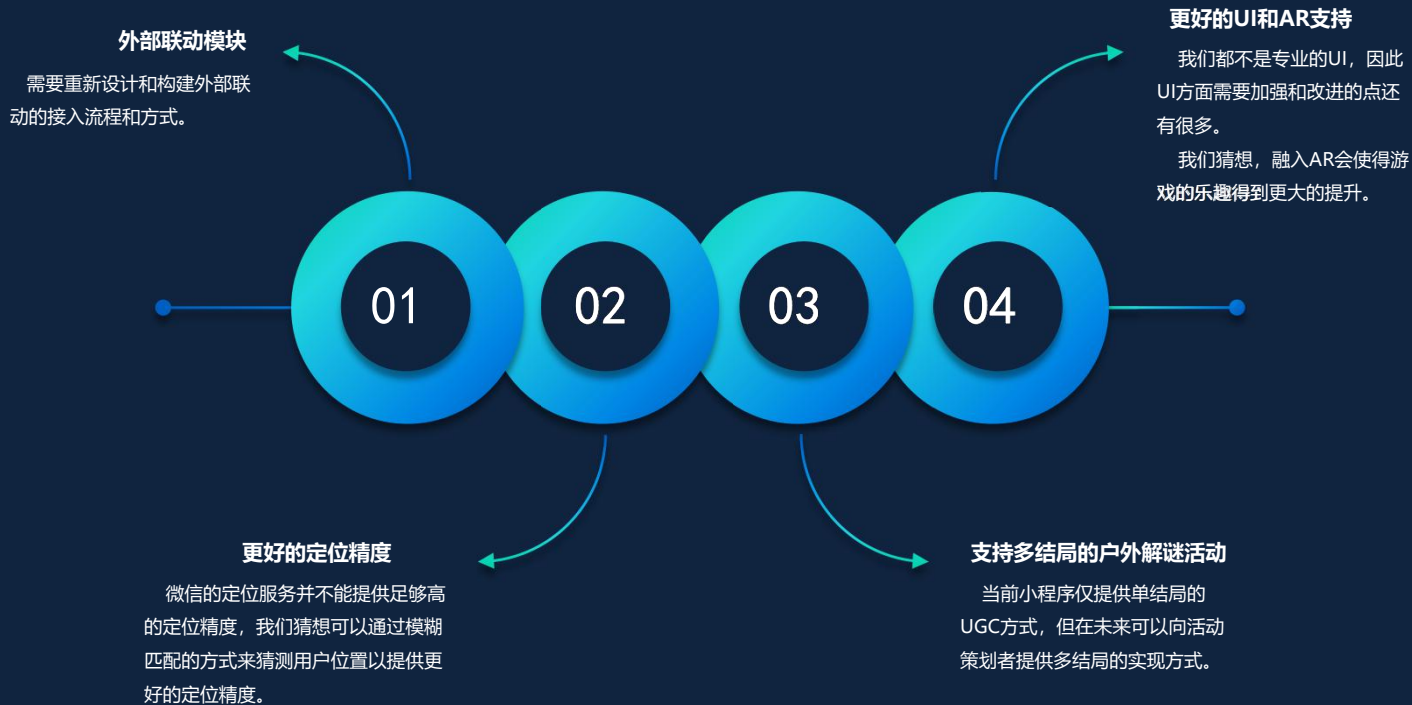 外部联动模块
需要重新设计和构建外部联
动的接入流程和方式。
更好的UI和AR支持
我们都不是专业的UI，因此
UI方面需要加强和改进的点还
有很多。
我们猜想，融入AR会使得游
戏的乐趣得到更大的提升。
01
02
03
04
更好的定位精度
微信的定位服务并不能提供足够高
的定位精度，我们猜想可以通过模糊
匹配的方式来猜测用户位置以提供更
好的定位精度。
支持多结局的户外解谜活动
当前小程序仅提供单结局的
UGC方式，但在未来可以向活动
策划者提供多结局的实现方式。